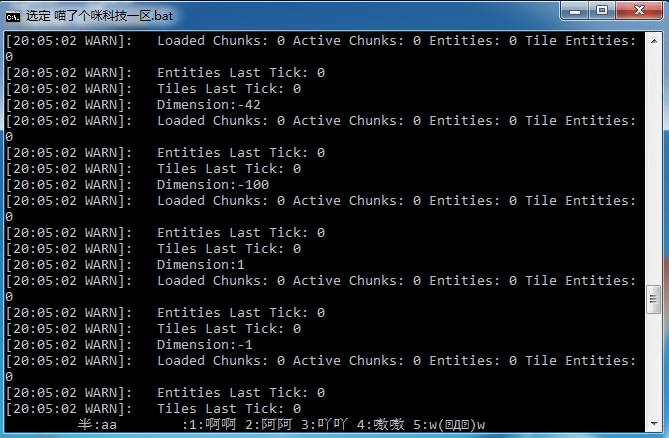 选定 喵了个咪科技一区.bat
[20:05:02 WARN]:   Loaded Chunks: 0 Active Chunks: 0 Entities: 0 Tile Entities:
0
[20:05:02 WARN]:   Entities Last Tick: 0
[20:05:02 WARN]:   Tiles Last Tick: 0
[20:05:02 WARN]:   Dimension:-42
[20:05:02 WARN]:   Loaded Chunks: 0 Active Chunks: 0 Entities: 0 Tile Entities:
0
[20:05:02 WARN]:   Entities Last Tick: 0
[20:05:02 WARN]:   Tiles Last Tick: 0
[20:05:02 WARN]:   Dimension:-100
[20:05:02 WARN]:   Loaded Chunks: 0 Active Chunks: 0 Entities: 0 Tile Entities:
0
[20:05:02 WARN]:   Entities Last Tick: 0
[20:05:02 WARN]:   Tiles Last Tick: 0
[20:05:02 WARN]:   Dimension:1
[20:05:02 WARN]:   Loaded Chunks: 0 Active Chunks: 0 Entities: 0 Tile Entities:
0
[20:05:02 WARN]:   Entities Last Tick: 0
[20:05:02 WARN]:   Tiles Last Tick: 0
[20:05:02 WARN]:   Dimension:-1
[20:05:02 WARN]:   Loaded Chunks: 0 Active Chunks: 0 Entities: 0 Tile Entities:
0
[20:05:02 WARN]:   Entities Last Tick: 0
[20:05:02 WARN]:   Tiles Last Tick: 0
半:aa        :1:啊啊 2:阿阿 3:吖吖 4:嗷嗷 5:w(Д)w